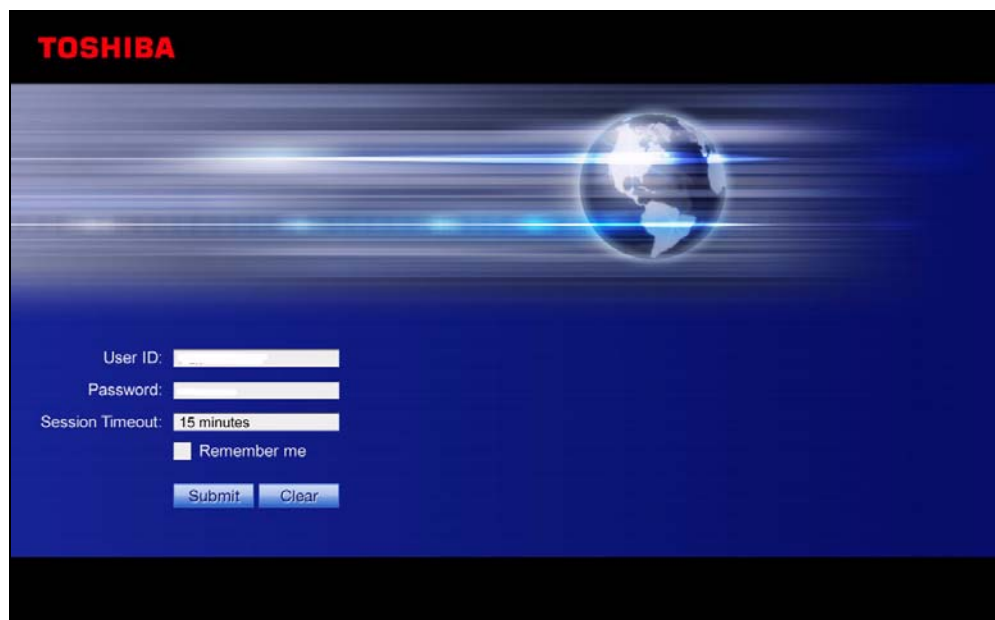 TOSHIBA
User ID:
Password:
Session Timeout: 15 minutes
Remember me
Submit Clear